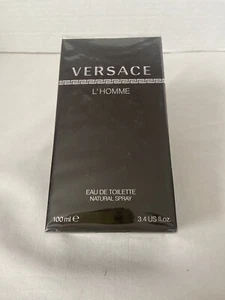 VERSACE
L'HOMME
EAU DE TOILETTE
NATURAL SPRAY
100 ml e 3.4 US fl.oz.